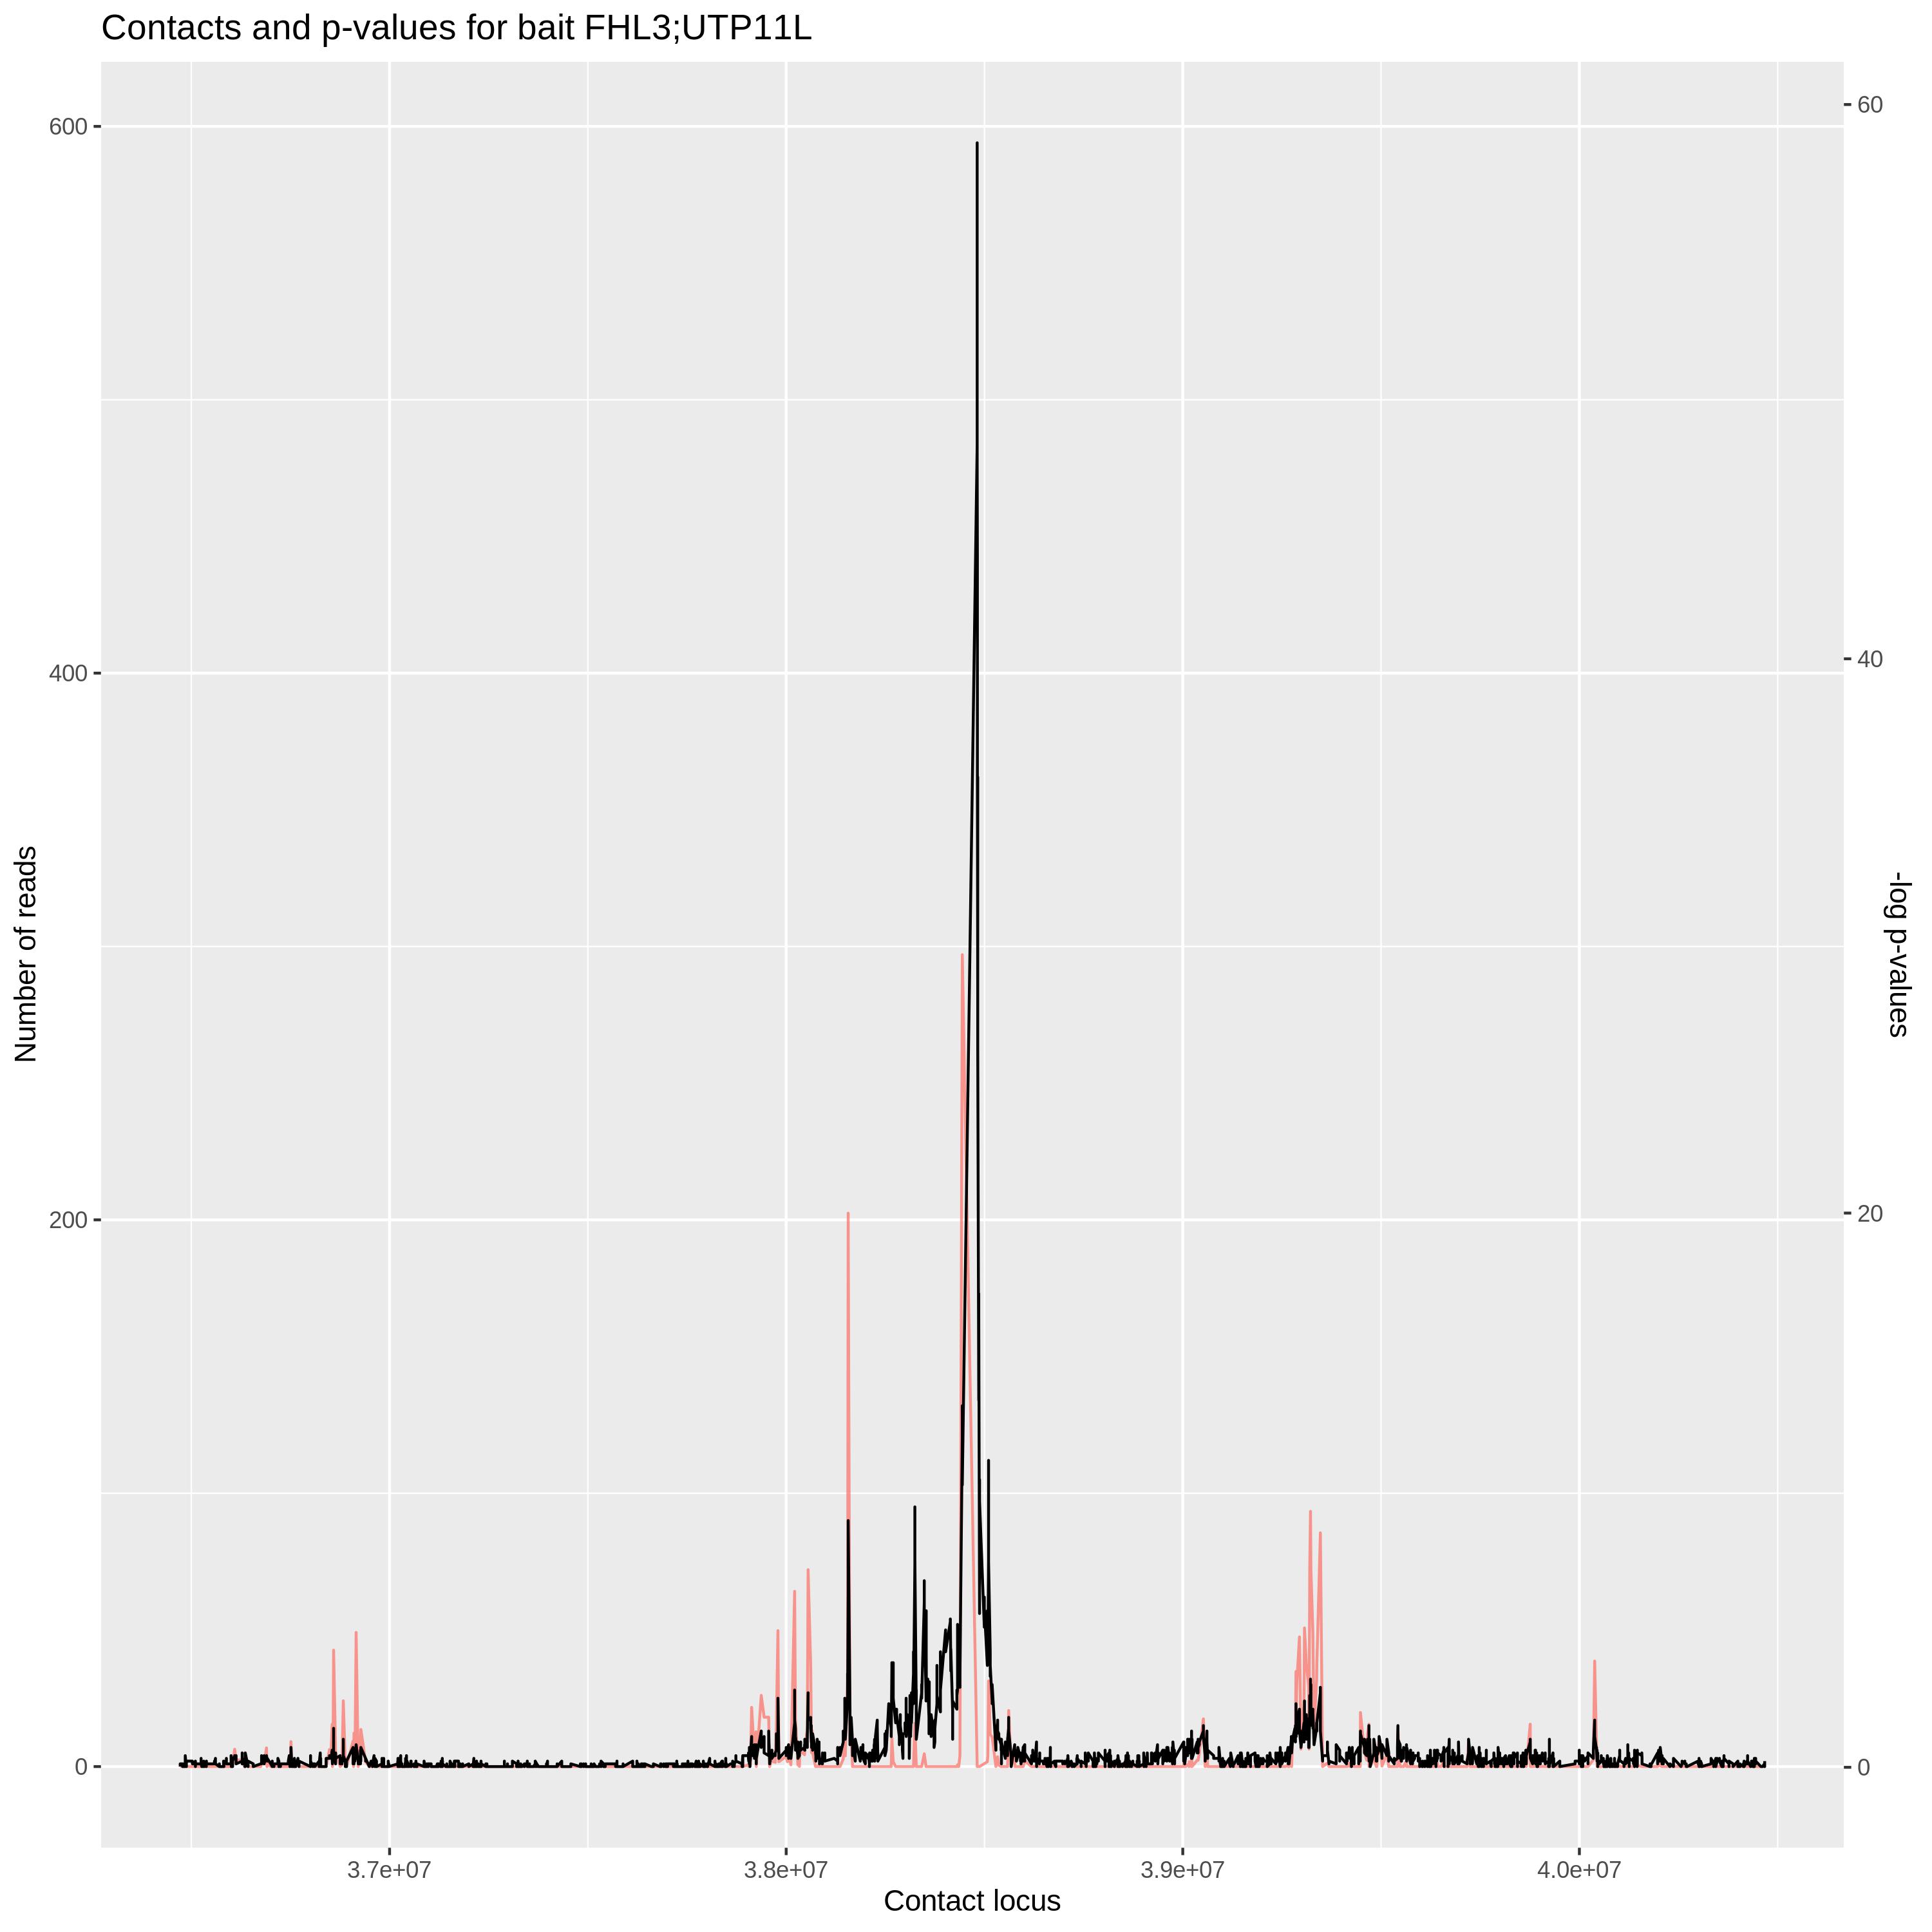 Contacts and p-values for bait FHL3;UTP11L
600
400
200
0
Number of reads
60
40
20
0
-log p-values
3.7e+07 3.8e+07 3.9e+07 4.0e+07
Contact locus